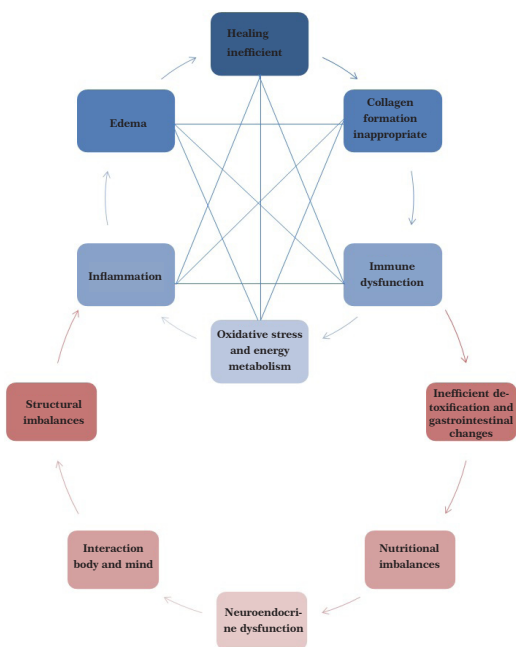 Healing
inefficient
Edema
Collagen
formation
inappropriate
Inflammation
Immune
dysfunction
Oxidative stress
and energy
metabolism
Structural
imbalances
Inefficient de-
toxification and
gastrointestinal
changes
Interaction
body and mind
Nutritional
imbalances
Neuroendocri-
ne dysfunction